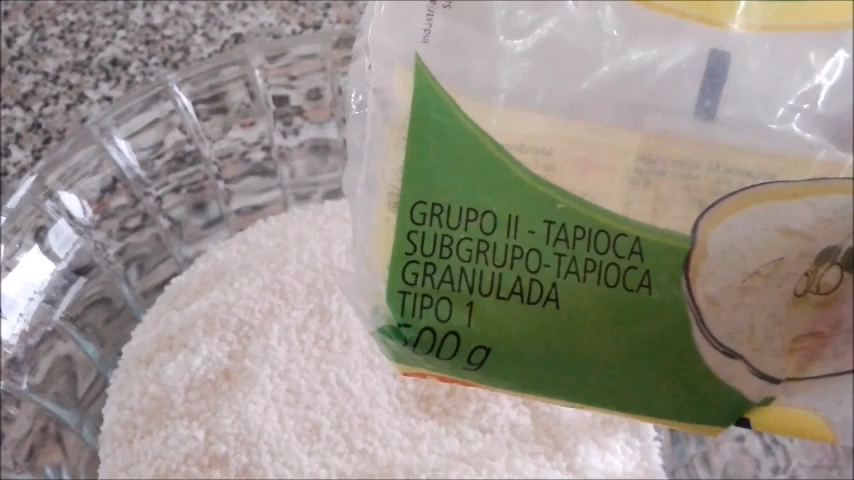 GRUPO II - TAPIOCA
SUBGRUPO-TAPIOCA
GRANULADA
TIPO 1
500 g